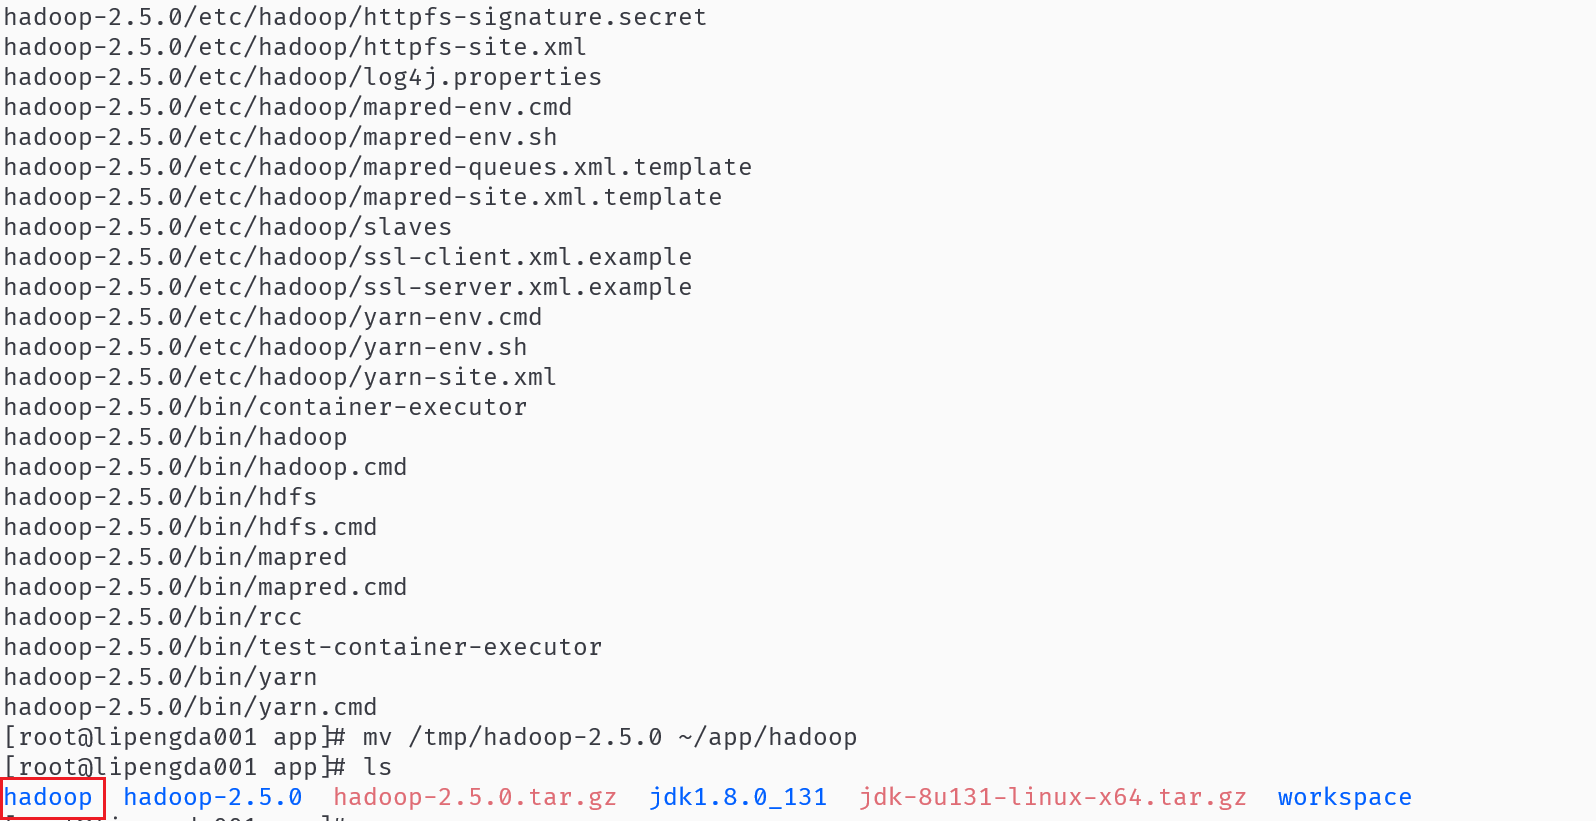 hadoop-2.5.0/etc/hadoop/httpfs-signature.secret
hadoop-2.5.0/etc/hadoop/httpfs-site.xml
hadoop-2.5.0/etc/hadoop/log4j.properties
hadoop-2.5.0/etc/hadoop/mapred-env.cmd
hadoop-2.5.0/etc/hadoop/mapred-env.sh
hadoop-2.5.0/etc/hadoop/mapred-queues.xml.template
hadoop-2.5.0/etc/hadoop/mapred-site.xml.template
hadoop-2.5.0/etc/hadoop/slaves
hadoop-2.5.0/etc/hadoop/ssl-client.xml.example
hadoop-2.5.0/etc/hadoop/ssl-server.xml.example
hadoop-2.5.0/etc/hadoop/yarn-env.cmd
hadoop-2.5.0/etc/hadoop/yarn-env.sh
hadoop-2.5.0/etc/hadoop/yarn-site.xml
hadoop-2.5.0/bin/container-executor
hadoop-2.5.0/bin/hadoop
hadoop-2.5.0/bin/hadoop.cmd
hadoop-2.5.0/bin/hdfs
hadoop-2.5.0/bin/hdfs.cmd
hadoop-2.5.0/bin/mapred
hadoop-2.5.0/bin/mapred.cmd
hadoop-2.5.0/bin/rcc
hadoop-2.5.0/bin/test-container-executor
hadoop-2.5.0/bin/yarn
hadoop-2.5.0/bin/yarn.cmd
[root@lipengda001 app]# mv /tmp/hadoop-2.5.0 ~/app/hadoop
[root@lipengda001 app]# ls
hadoop  hadoop-2.5.0  hadoop-2.5.0.tar.gz  jdk1.8.0_131  jdk-8u131-linux-x64.tar.gz  workspace